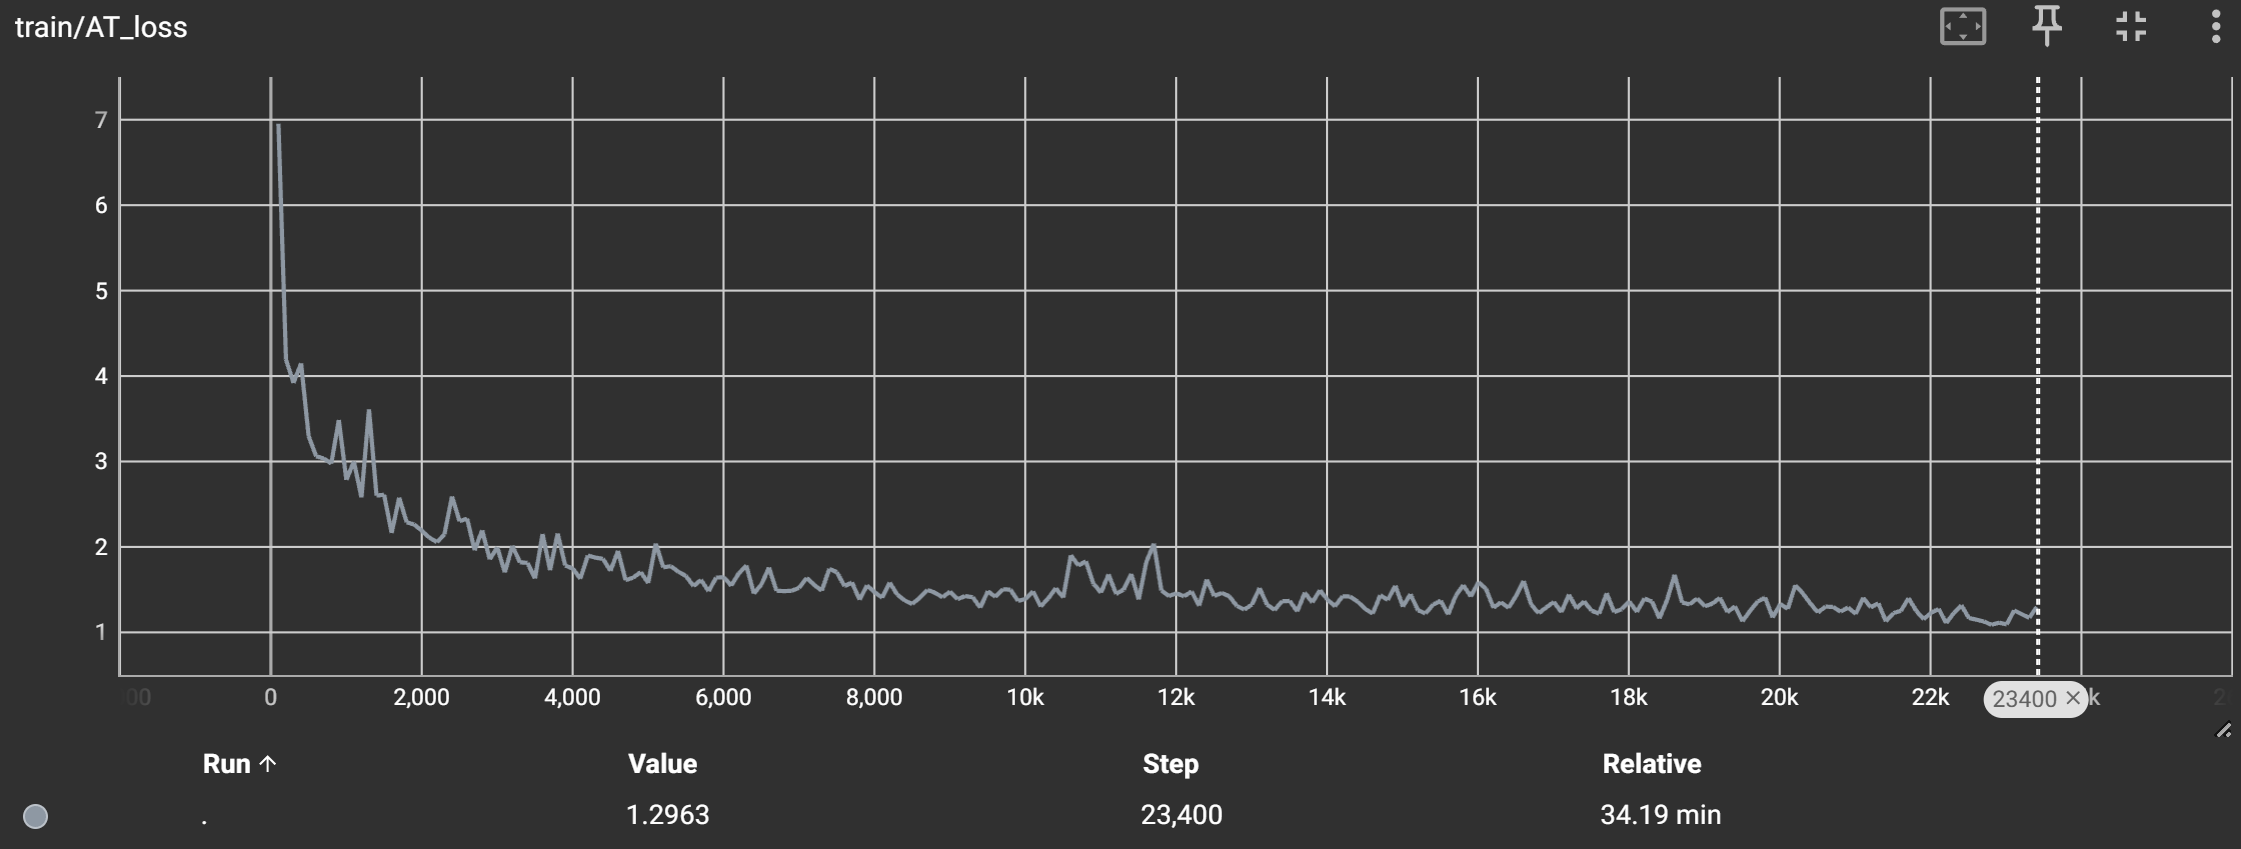 train/AT_loss
7
6
5
4
3
2
1
0 2,000 4,000 6,000 8,000 10k 12k 14k 16k 18k 20k 22k 23400 × k
Run ↑ Value Step Relative
. 1.2963 23,400 34.19 min